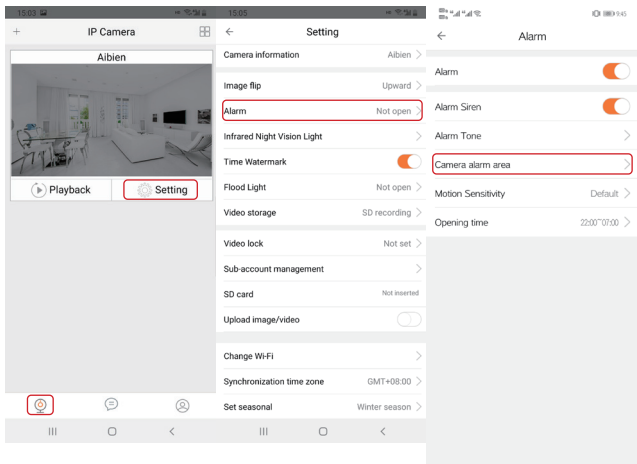 15:03
IP Camera
Aibien
Playback
Setting
15:05
Setting
Camera information Aibien
Image flip Upward
Alarm Not open
Infrared Night Vision Light
Time Watermark
Flood Light Not open
Video storage SD recording
Video lock Not set
Sub-account management
SD card Not inserted
Upload image/video
Change Wi-Fi
Synchronization time zone GMT+08:00
Set seasonal Winter season
9:45
Alarm
Alarm
Alarm Siren
Alarm Tone
Camera alarm area
Motion Sensitivity Default
Opening time 22:00~07:00